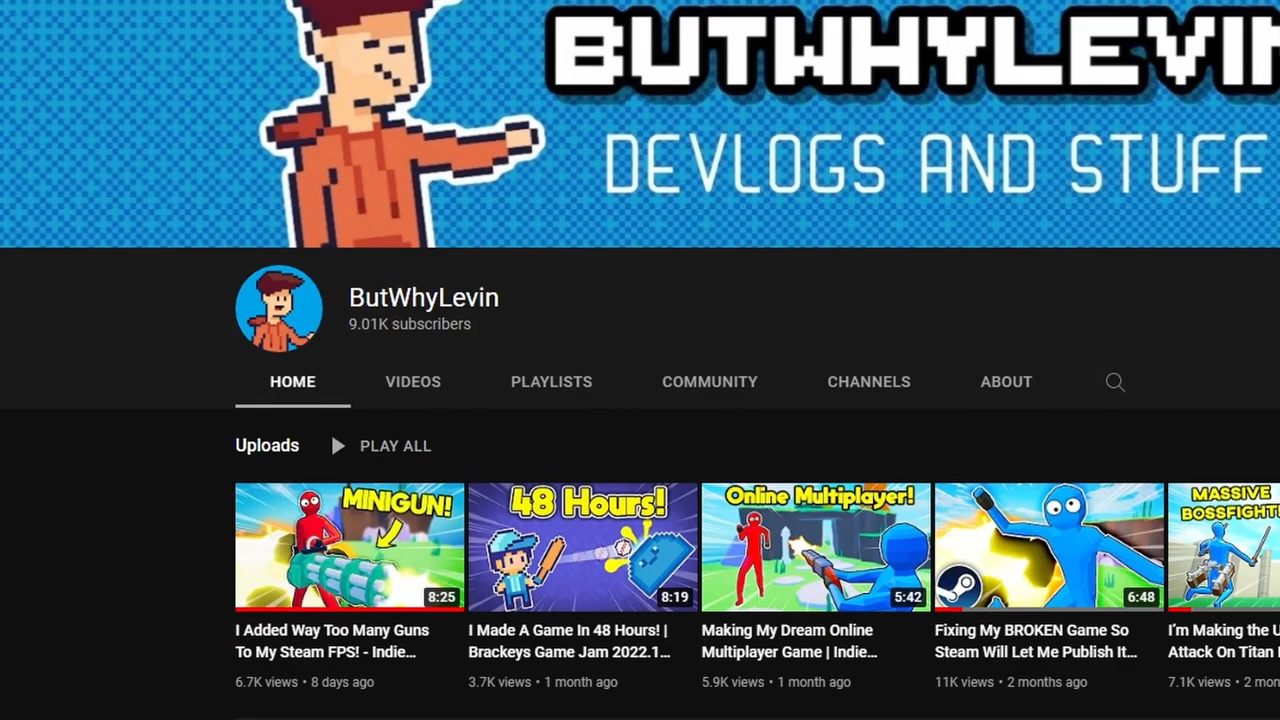 BUTWHYLEVIN
DEVLOGS AND STUFF
ButWhyLevin
9.01K subscribers
HOME VIDEOS PLAYLISTS COMMUNITY CHANNELS ABOUT
Uploads PLAY ALL
MINIGUN!
8:25
48 Hours!
8:19
Online Multiplayer!
5:42
6:48
MASSIVE
BOSSFIGHT!
I Added Way Too Many Guns
To My Steam FPS! - Indie...
6.7K views • 8 days ago
I Made A Game In 48 Hours! |
Brackeys Game Jam 2022.1...
3.7K views • 1 month ago
Making My Dream Online
Multiplayer Game | Indie...
5.9K views • 1 month ago
Fixing My BROKEN Game So
Steam Will Let Me Publish It...
11K views • 2 months ago
I'm Making the
Attack On Titan
7.1K views • 2